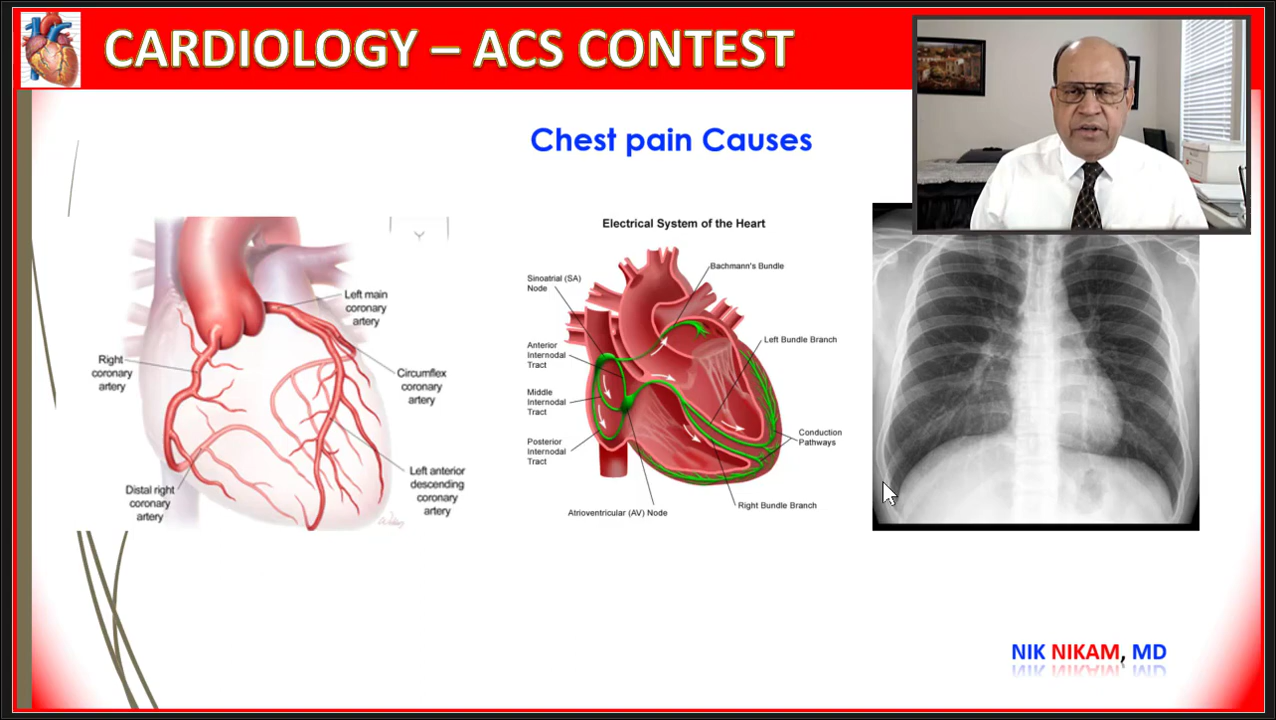 CARDIOLOGY – ACS CONTEST
Chest pain Causes
Left main
coronary
artery
Right
coronary
artery
Circumflex
coronary
artery
Left anterior
descending
coronary
artery
Distal right
coronary
artery
Electrical System of the Heart
Bachmann's Bundle
Sinoatrial (SA)
Node
Left Bundle Branch
Anterior
Internodal
Tract
Middle
Internodal
Tract
Conduction
Pathways
Posterior
Internodal
Tract
Right Bundle Branch
Atrioventricular (AV) Node
NIK NIKAM, MD